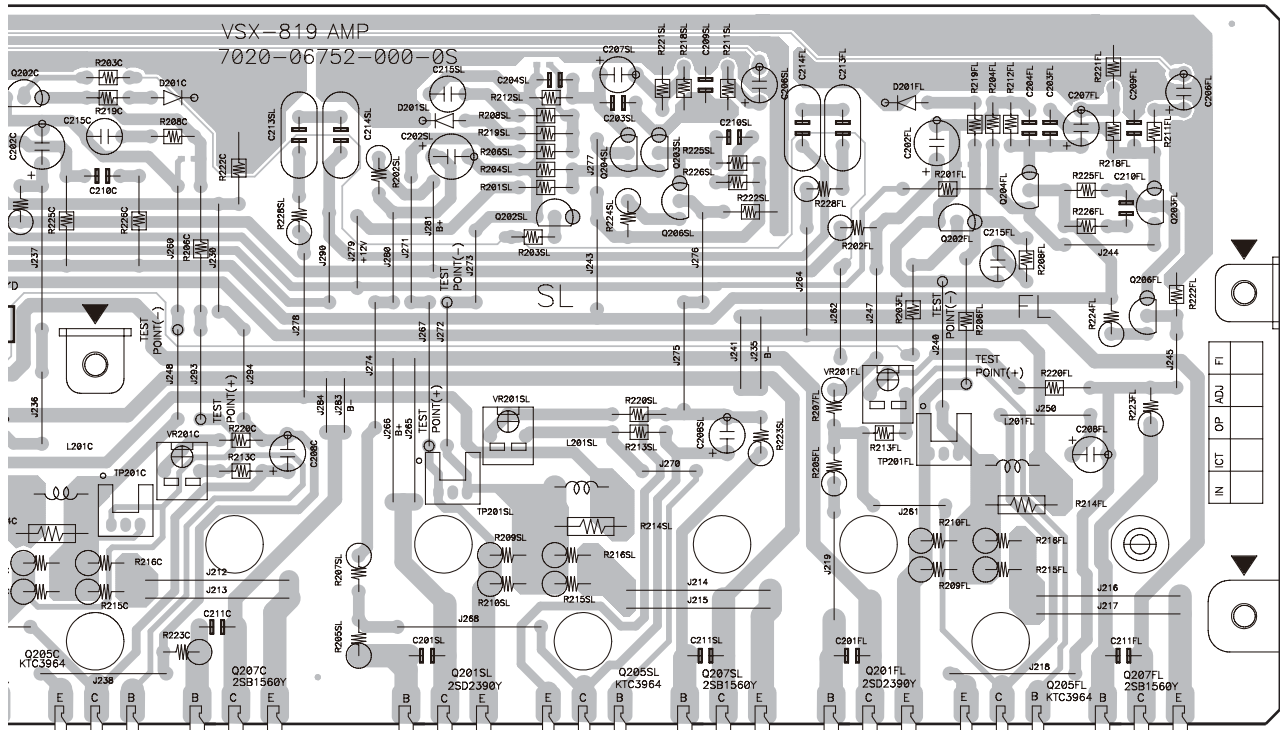 VSX-819 AMP
7020-06752-000-0S
Q202C
R203C
R219C
D201C
C215C
R208C
C202C
C210C
R222C
R225C
R226C
J260
R206C
J230
J237
C213SL
C214SL
R228SL
J290
J279
+12V
J280
J271
J281
B-
C215SL
D201SL
C202SL
R202SL
C204SL
R212SL
R208SL
R219SL
R206SL
R204SL
R201SL
Q202SL
R203SL
C207SL
C203SL
J277
Q204SL
Q203SL
R224SL
Q206SL
R221SL
R218SL
C209SL
R211SL
C206SL
C210SL
R225SL
R226SL
R222SL
J243
J276
J273
TEST
POINT(-)
SL
C214FL
C213FL
R228FL
R202FL
J264
D201FL
C202FL
R201FL
Q202FL
R219FL
R204FL
R212FL
C204FL
C203FL
C207FL
Q204FL
C215FL
R208FL
R221FL
C209FL
R211FL
C206FL
R218FL
R225FL
C210FL
R226FL
Q203FL
J244
Q206FL
R224FL
R222FL
J245
FL
TEST
POINT(-)
J262
J247
R203FL
J240
R206FL
TEST
POINT(+)
VR201FL
R220FL
J250
L201FL
R223FL
R207FL
R205FL
R213FL
TP201FL
C208FL
R214FL
J261
R210FL
R209FL
R216FL
R215FL
J219
J216
J217
J218
C201FL
C211FL
Q201FL
2SD2390Y
Q205FL
KTC3964
Q207FL
2SB1560Y
IN ICT OP ADJ FI
J278
J274
J267
J272
J275
J241
J235
B-
J284
J283
B-
J266
B+
J265
TEST
POINT(+)
VR201SL
L201SL
R220SL
R213SL
C208SL
R223SL
J270
TP201SL
R214SL
R209SL
R210SL
R216SL
R215SL
J214
J215
J268
R207SL
R205SL
C201SL
C211SL
Q201SL
2SD2390Y
Q205SL
KTC3964
Q207SL
2SB1560Y
TEST
POINT(-)
J248
J293
J294
TEST
POINT(+)
J236
L201C
VR201C
R220C
R213C
C208C
TP201C
R216C
R215C
J212
J213
C211C
R223C
Q205C
KTC3964
J238
Q207C
2SB1560Y
E C B B C E B C E E C B B C E B C E E C B B C E